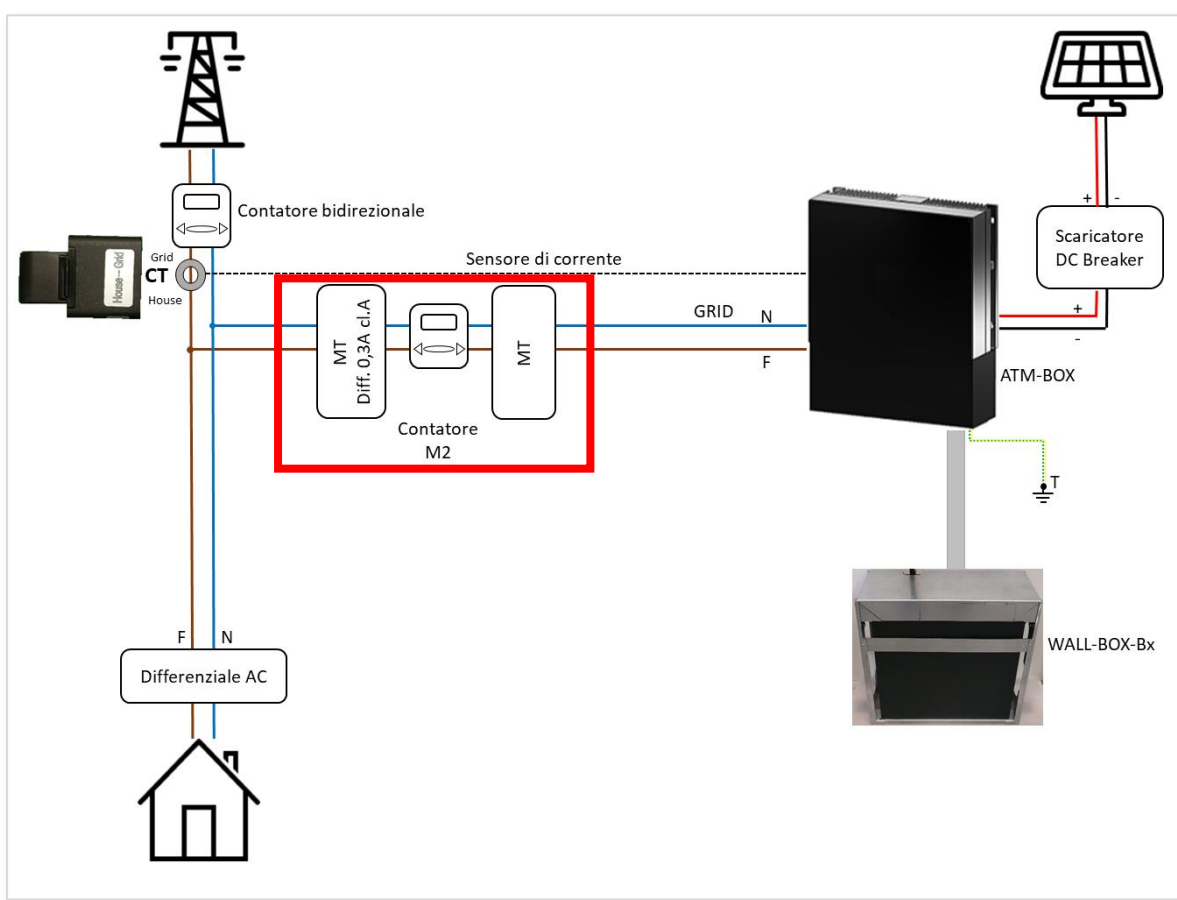 Contatore bidirezionale
Grid
CT
House
House-- Grid
Sensore di corrente
MT
Diff. 0,3A cl.A
MT
Contatore
M2
GRID
N
F
+
-
Scaricatore
DC Breaker
+
-
ATM-BOX
T
WALL-BOX-Bx
F
N
Differenziale AC